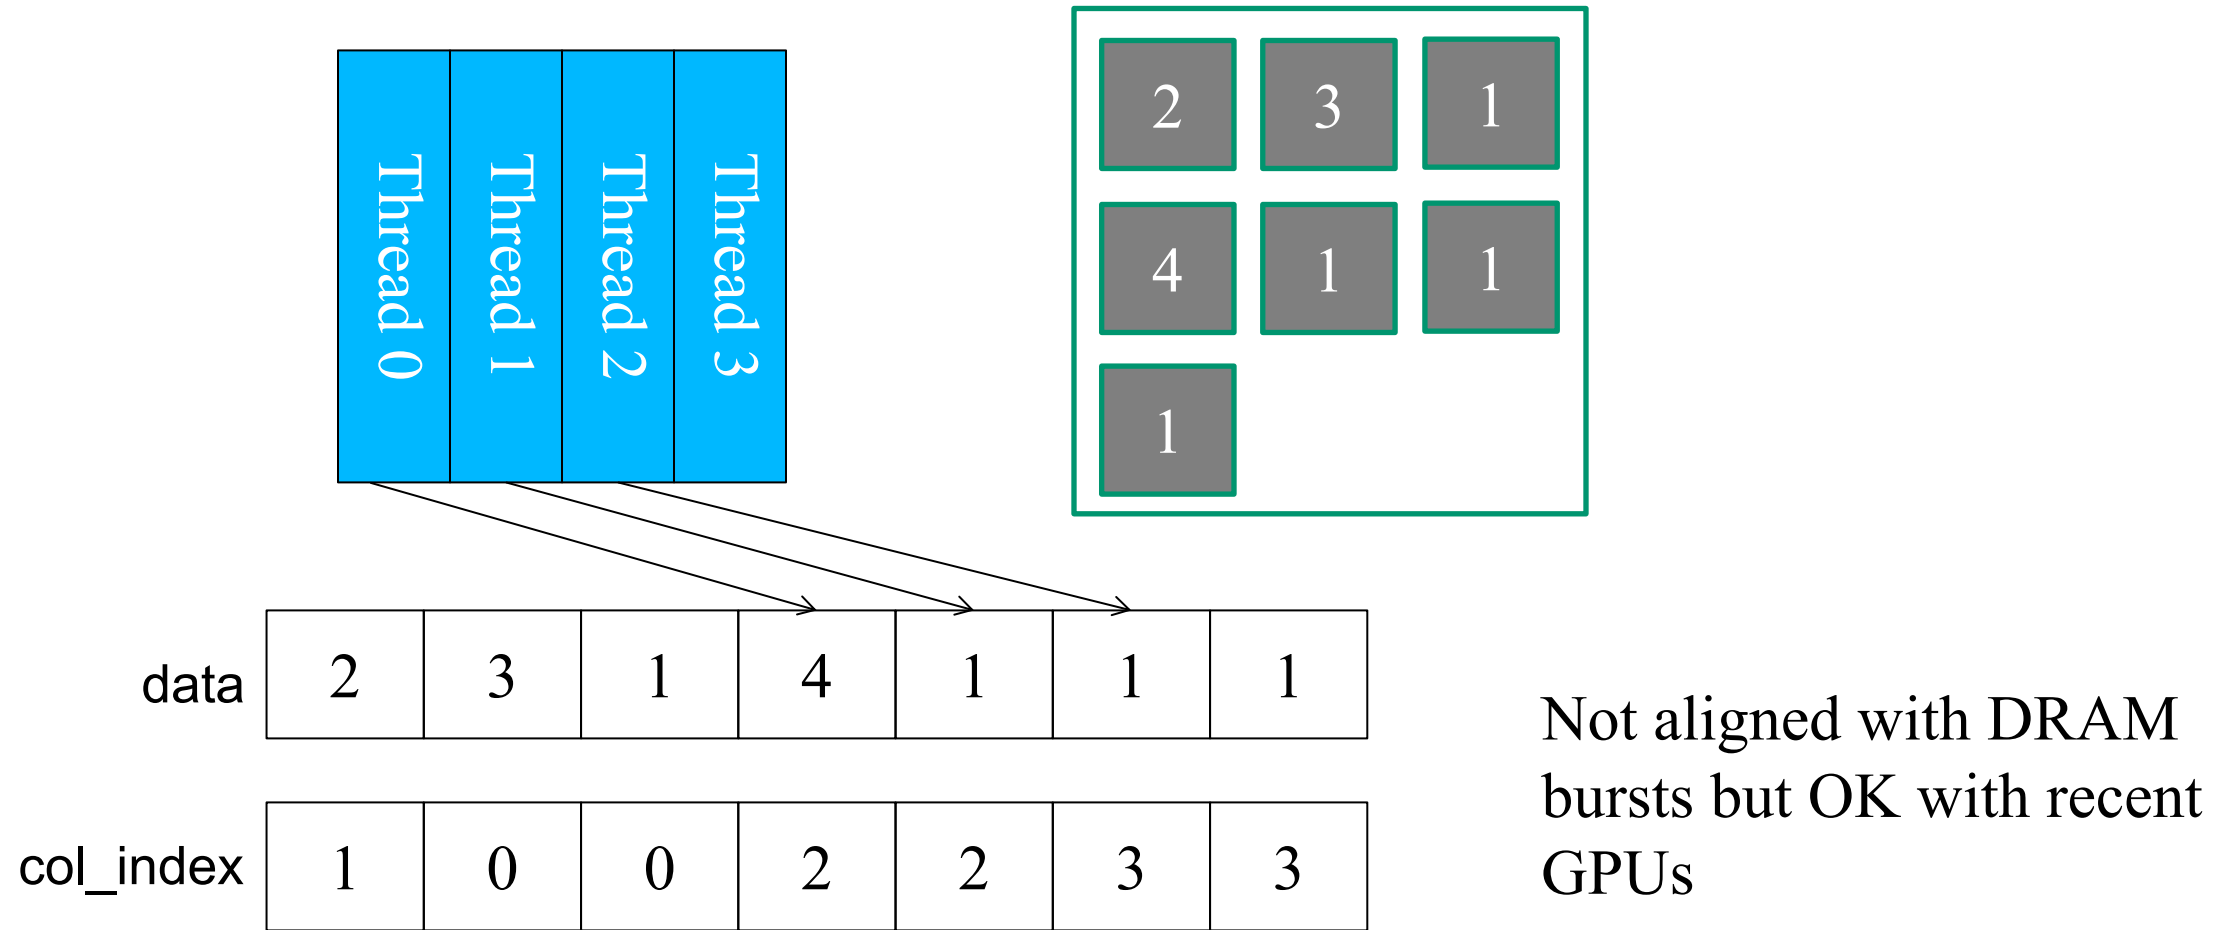 Thread 0
Thread 1
Thread 2
Thread 3
2 3 1
4 1 1
1
data 2 3 1 4 1 1 1
col_index 1 0 0 2 2 3 3
Not aligned with DRAM
bursts but OK with recent
GPUs